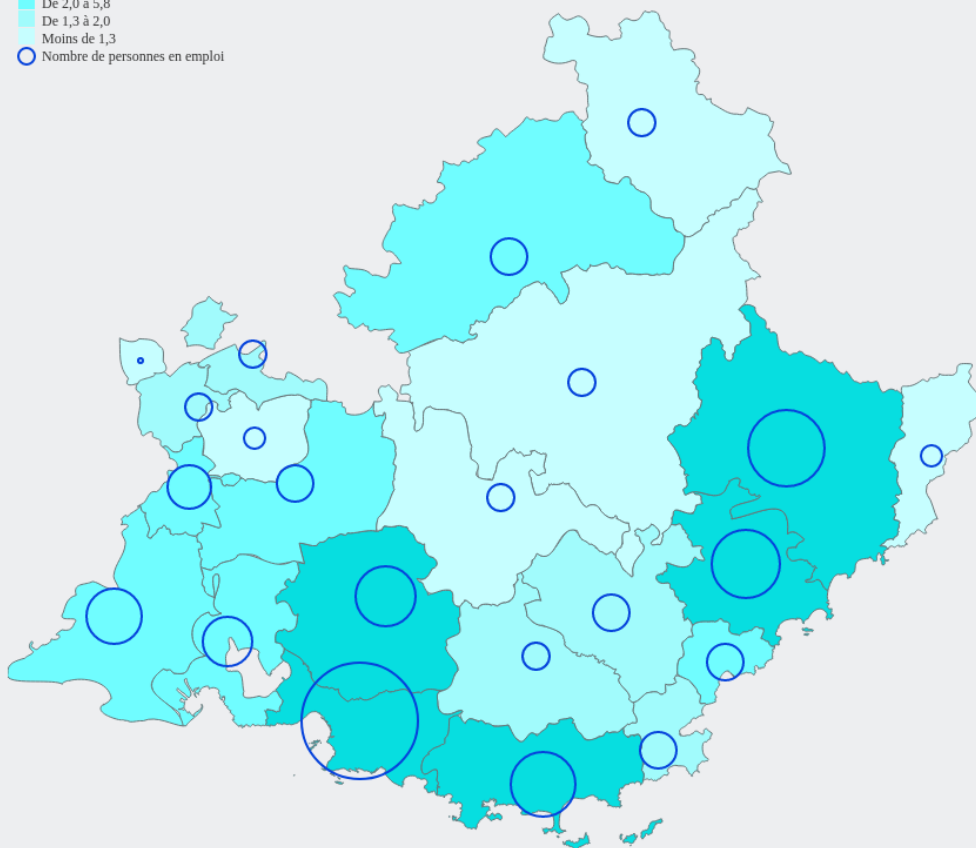 De 2,0 à 5,8
De 1,3 à 2,0
Moins de 1,3
Nombre de personnes en emploi